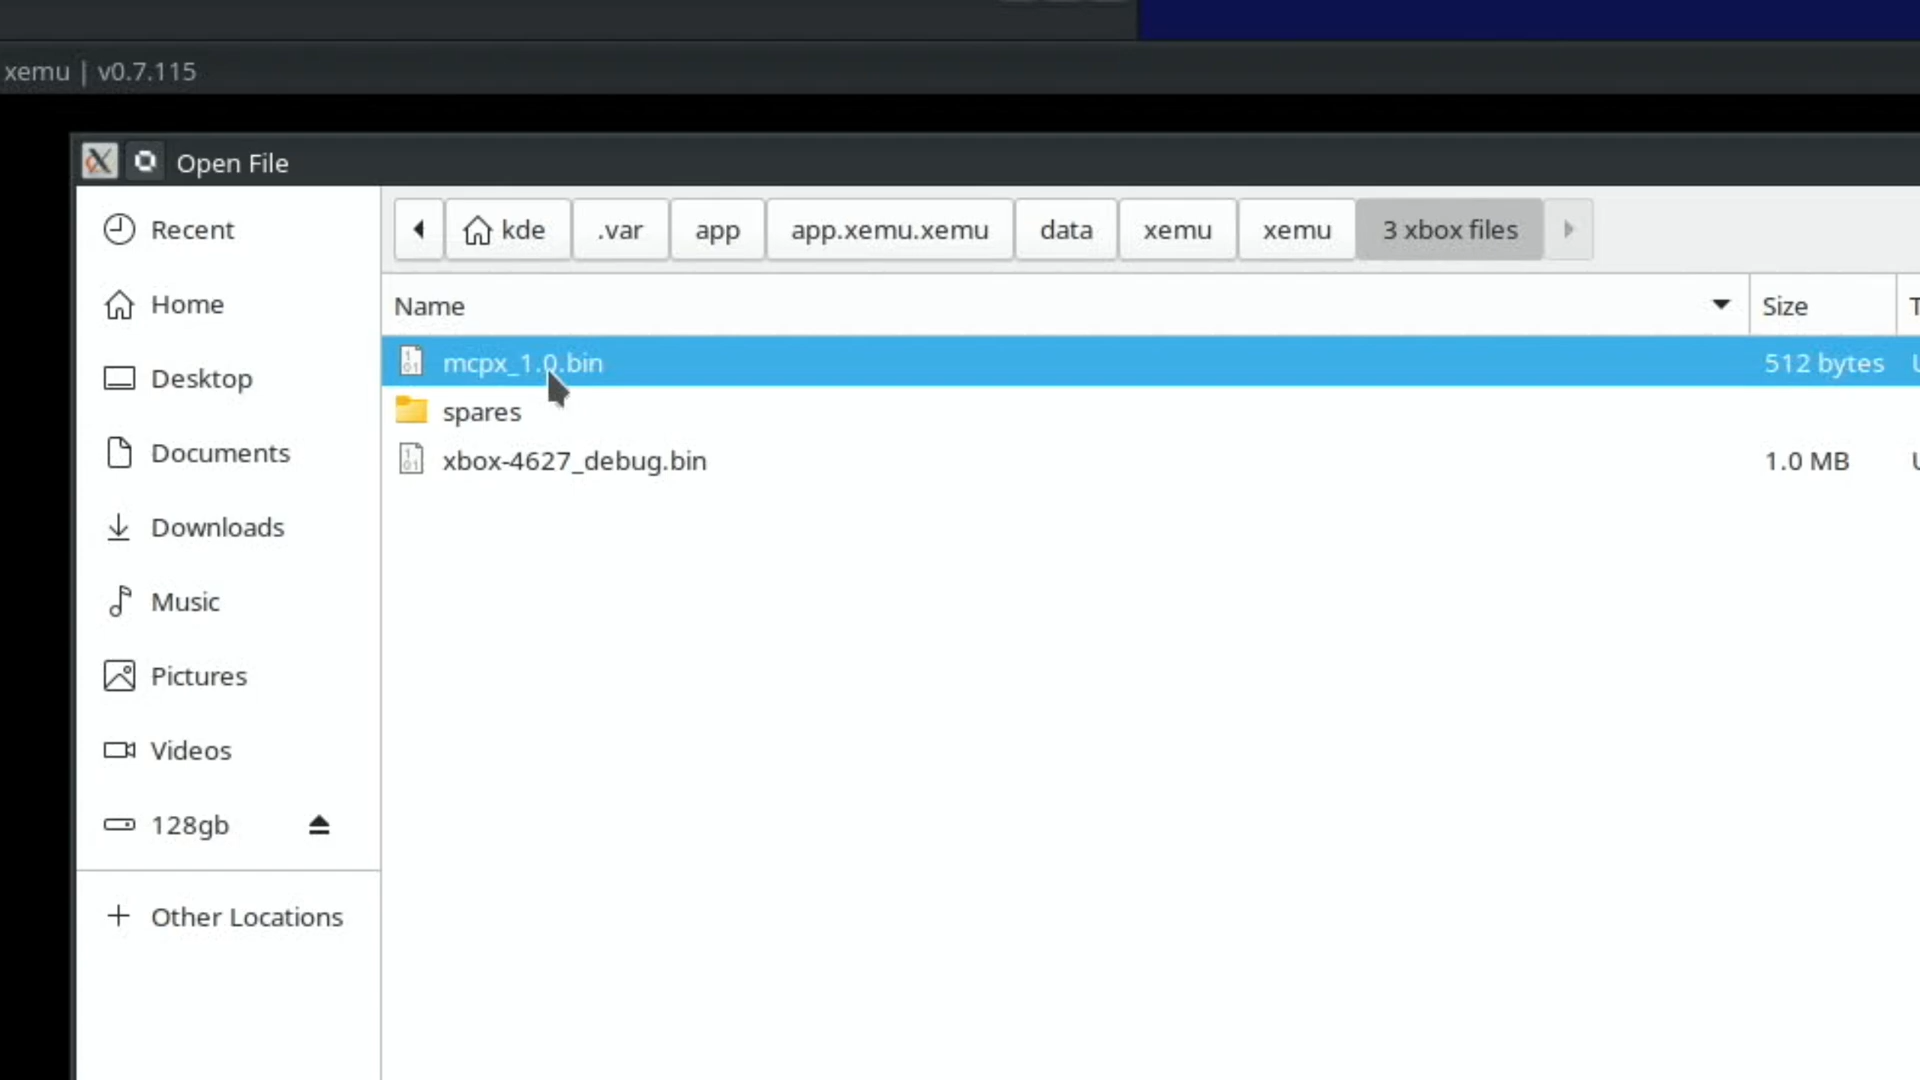 xemu | v0.7.115
Open File
Recent
Home
Desktop
Documents
Downloads
Music
Pictures
Videos
128gb
Other Locations
kde .var app app.xemu.xemu data xemu xemu 3 xbox files
Name Size
mcpx_1.0.bin 512 bytes
spares
xbox-4627_debug.bin 1.0 MB